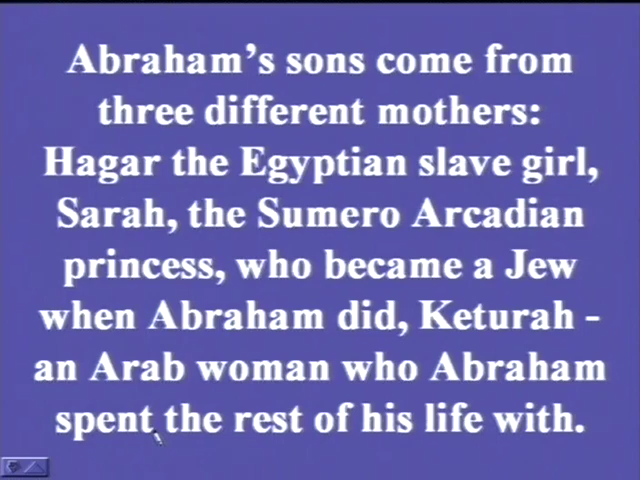 Abraham’s sons come from
three different mothers:
Hagar the Egyptian slave girl,
Sarah, the Sumero Arcadian
princess, who became a Jew
when Abraham did, Keturah -
an Arab woman who Abraham
spent the rest of his life with.